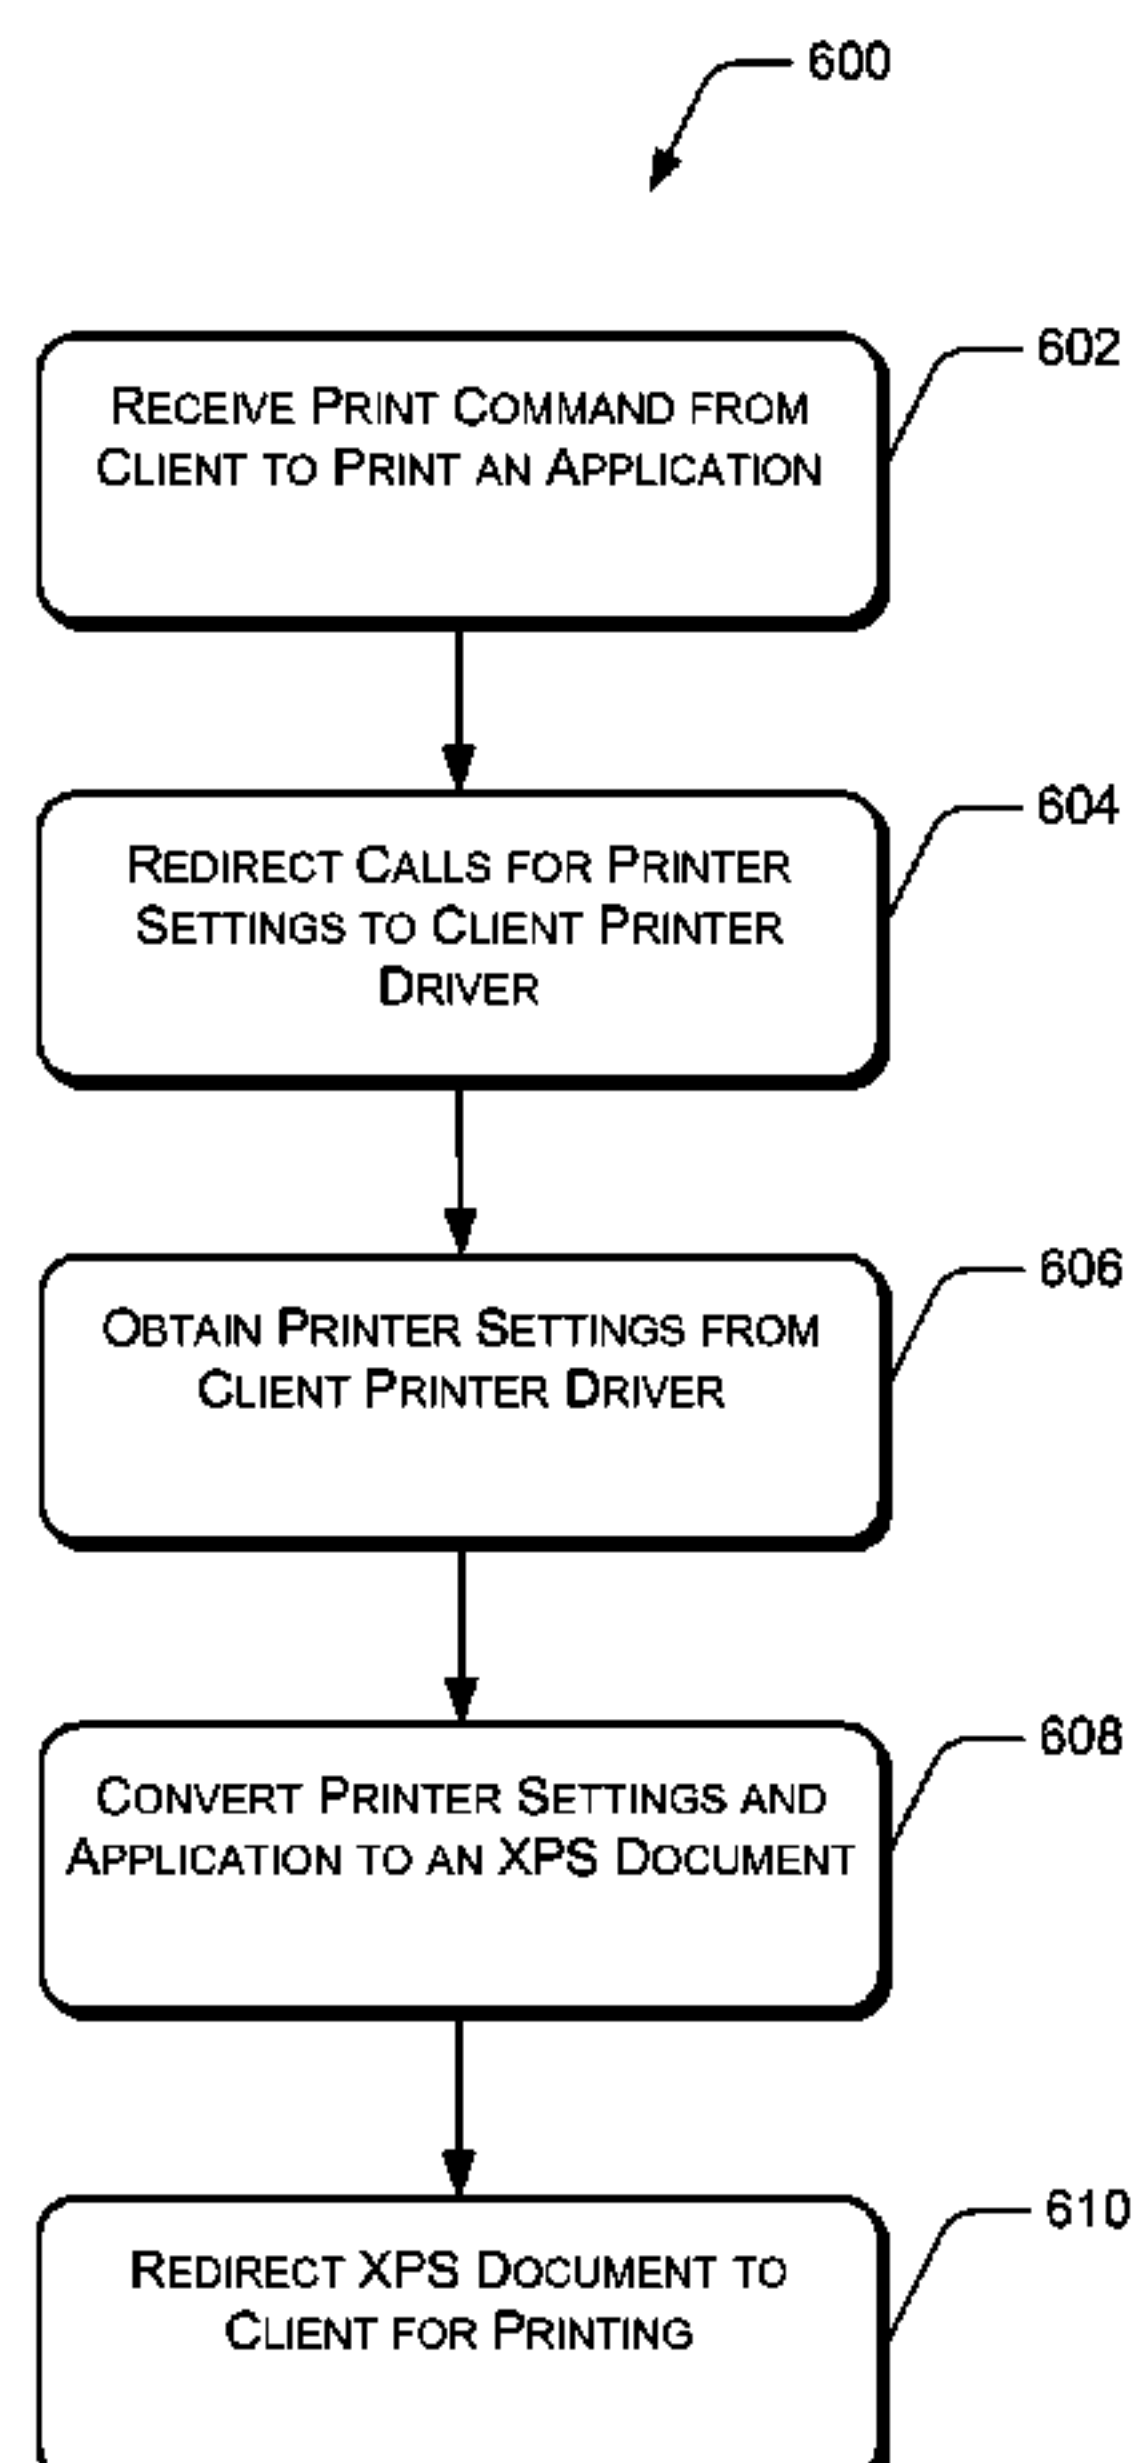 600
602
RECEIVE PRINT COMMAND FROM
CLIENT TO PRINT AN APPLICATION
604
REDIRECT CALLS FOR PRINTER
SETTINGS TO CLIENT PRINTER
DRIVER
606
OBTAIN PRINTER SETTINGS FROM
CLIENT PRINTER DRIVER
608
CONVERT PRINTER SETTINGS AND
APPLICATION TO AN XPS DOCUMENT
610
REDIRECT XPS DOCUMENT TO
CLIENT FOR PRINTING